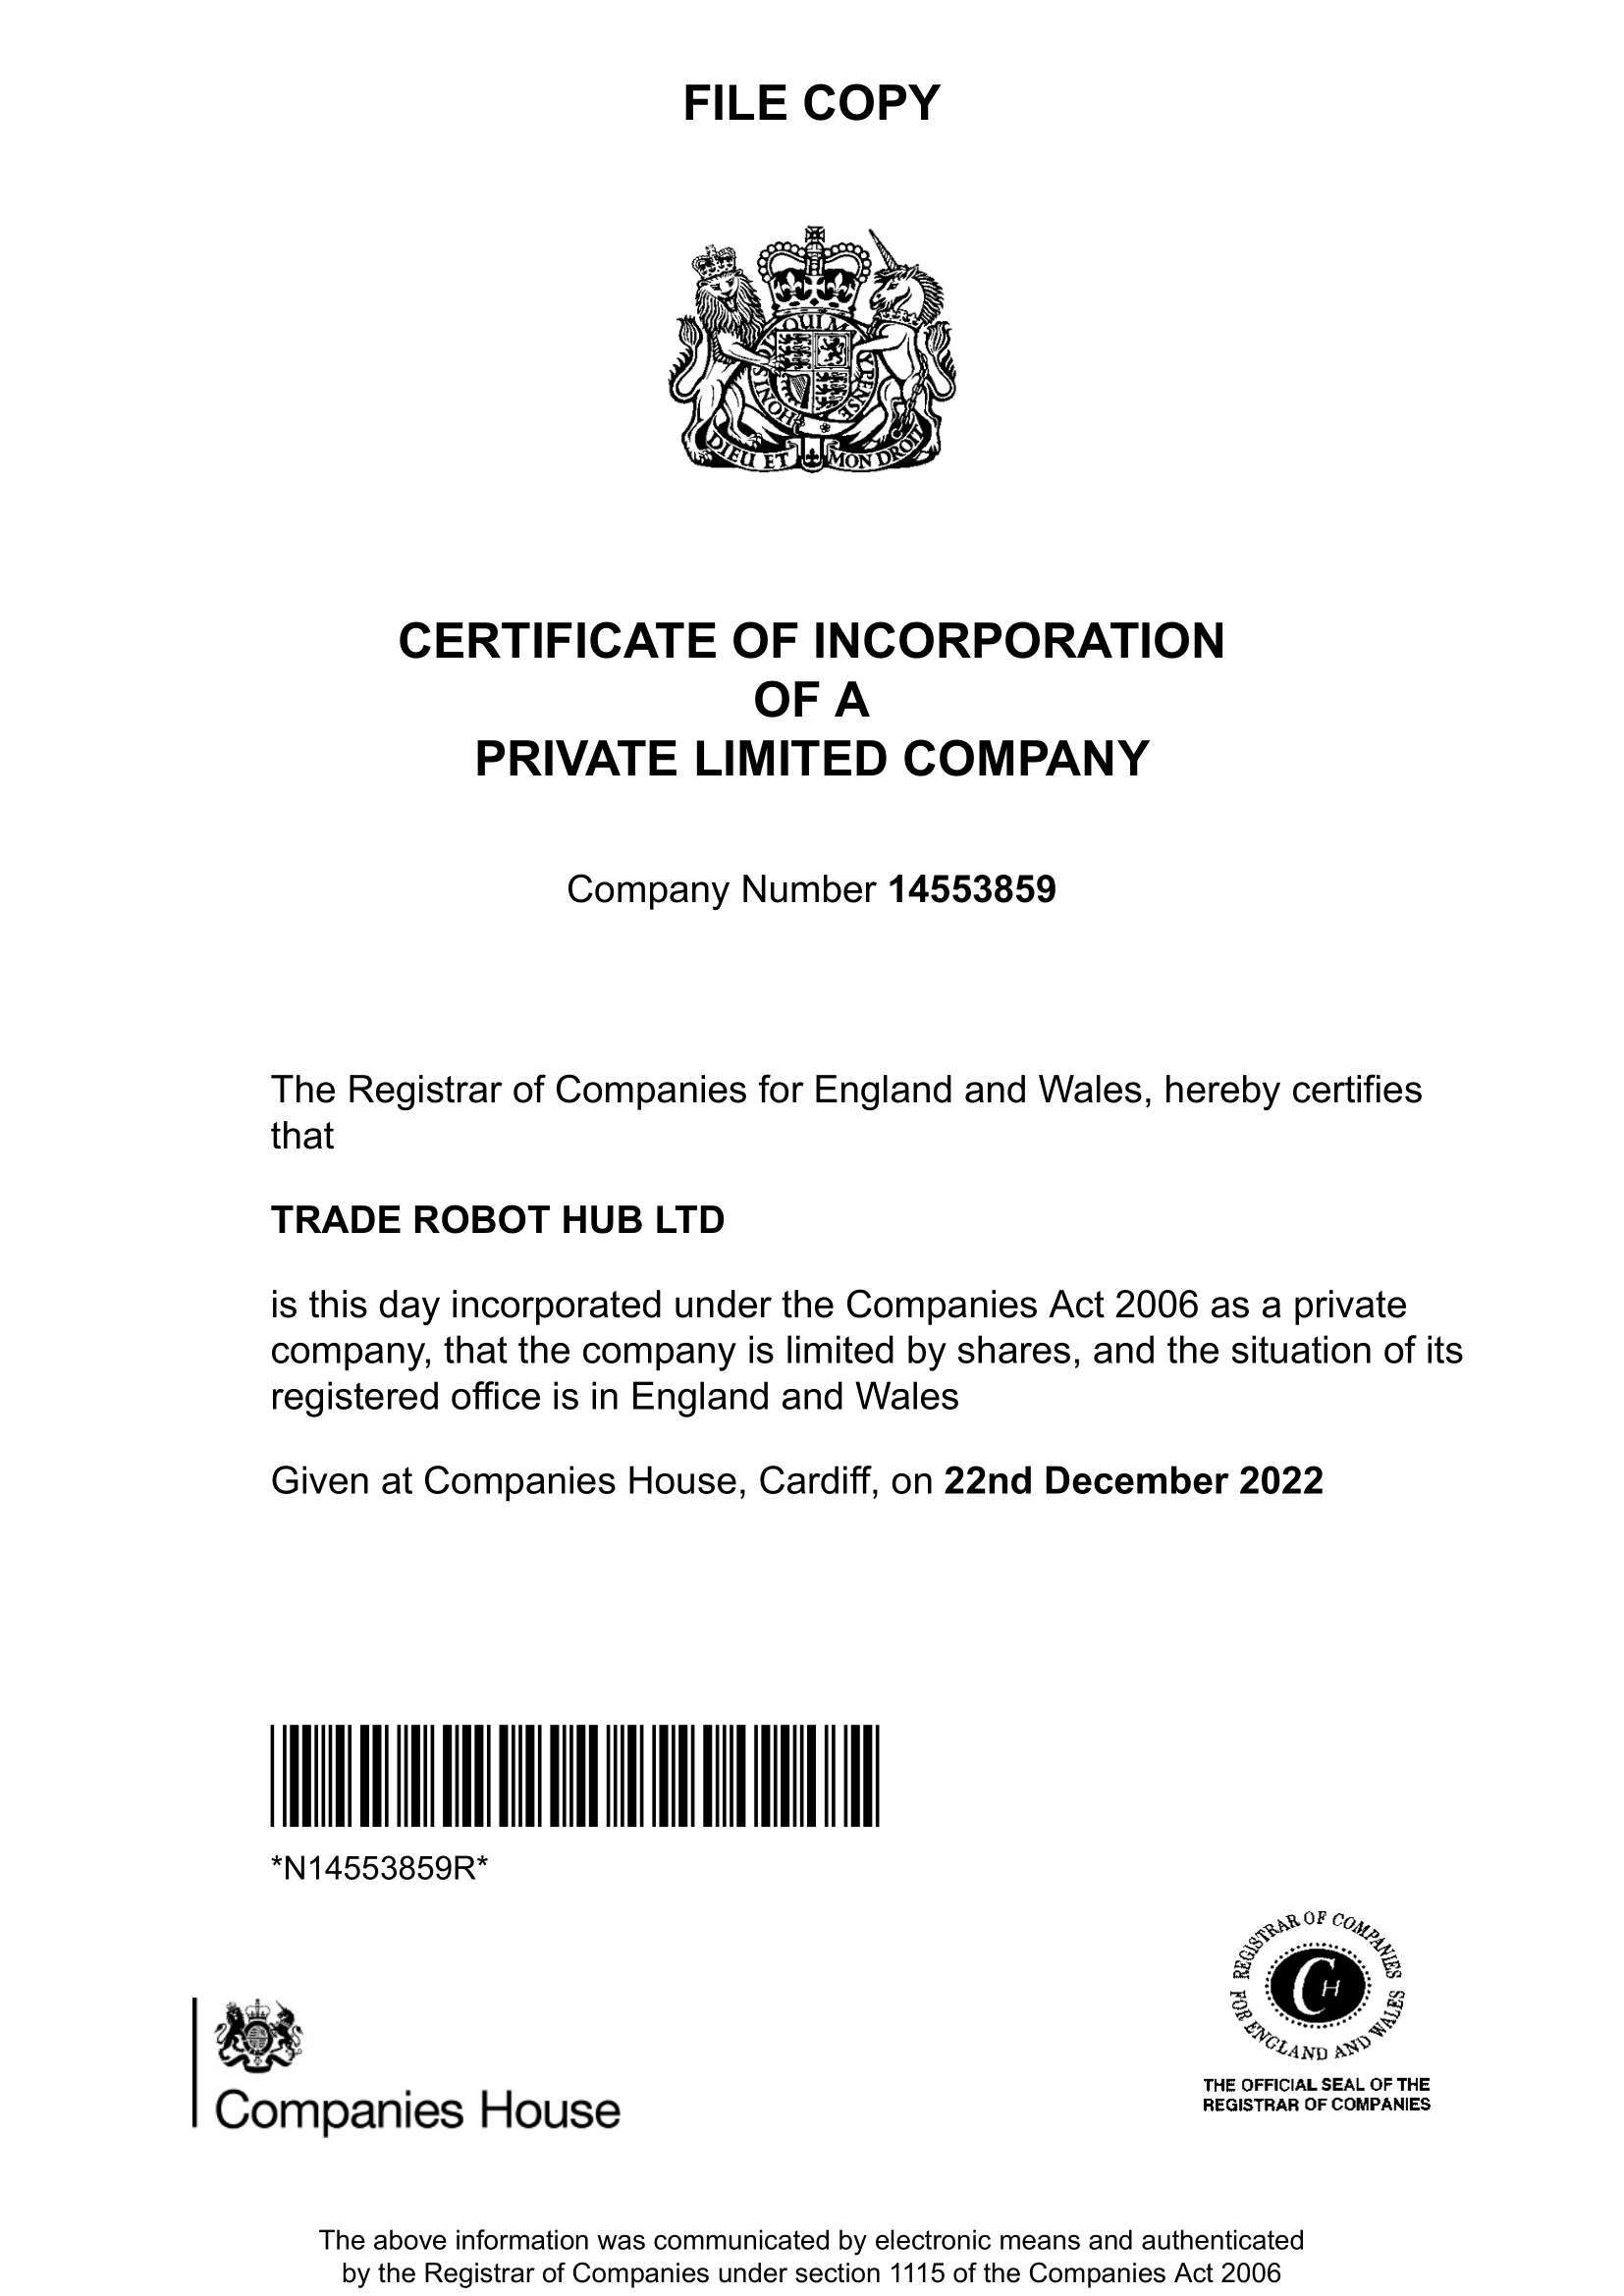 FILE COPY
HONI SOIT QUI MAL Y PENSE
DIEU ET MON DROIT
CERTIFICATE OF INCORPORATION
OF A
PRIVATE LIMITED COMPANY
Company Number 14553859
The Registrar of Companies for England and Wales, hereby certifies
that
TRADE ROBOT HUB LTD
is this day incorporated under the Companies Act 2006 as a private
company, that the company is limited by shares, and the situation of its
registered office is in England and Wales
Given at Companies House, Cardiff, on 22nd December 2022
*N14553859R*
Companies House
REGISTRAR OF COMPANIES
FOR ENGLAND AND WALES
CH
THE OFFICIAL SEAL OF THE
REGISTRAR OF COMPANIES
The above information was communicated by electronic means and authenticated
by the Registrar of Companies under section 1115 of the Companies Act 2006